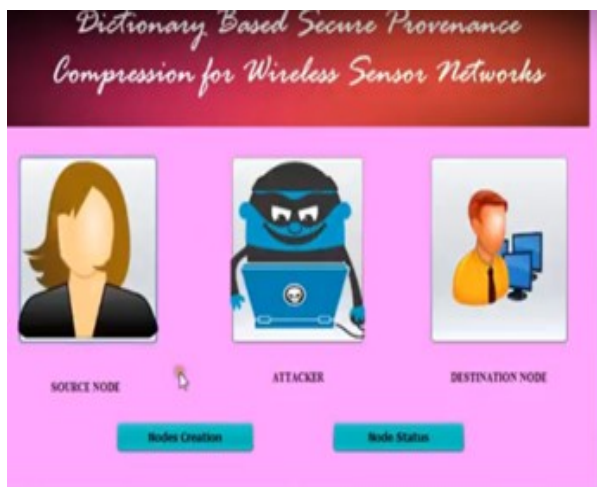 Dictionary Based Secure Provenance
Compression for Wireless Sensor Networks
SOURCE NODE
ATTACKER
DESTINATION NODE
Nodes Creation
Node Status